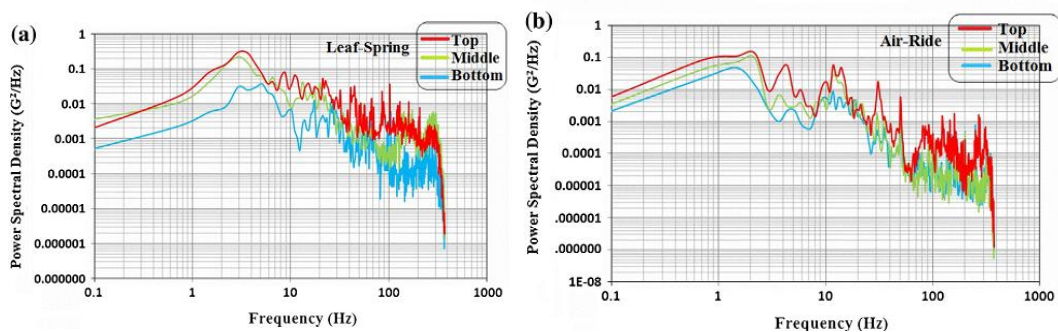 (a)
Leaf-Spring
Top
Middle
Bottom
Power Spectral Density (G²/Hz)
1
0.1
0.01
0.001
0.0001
0.00001
0.000001
0.000000
0.1
1
10
100
1000
Frequency (Hz)
(b)
Air-Ride
Top
Middle
Bottom
Power Spectral Density (G²/Hz)
1
0.1
0.01
0.001
0.0001
0.00001
0.000001
.000000
1E-08
0.1
1
10
100
1000
Frequency (Hz)